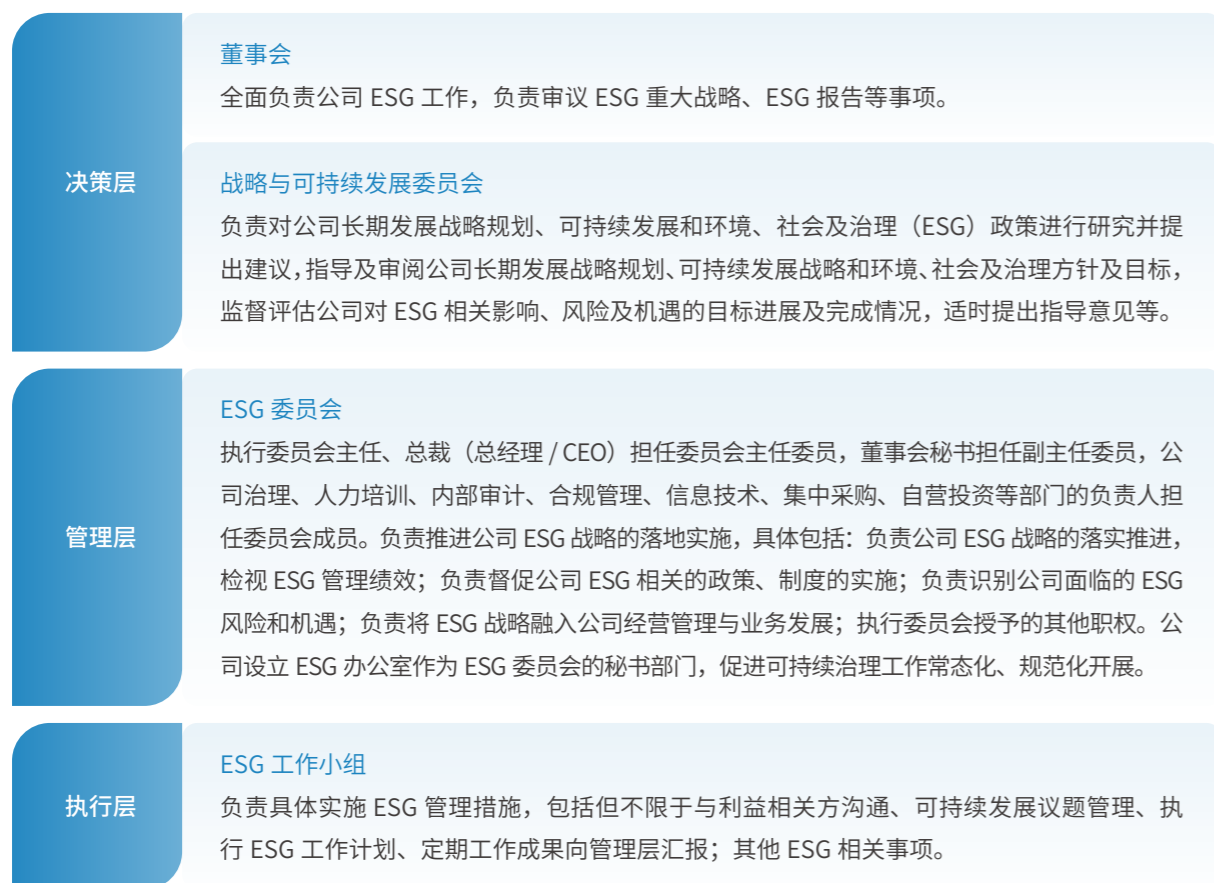 决策层
董事会
全面负责公司 ESG 工作，负责审议 ESG 重大战略、ESG 报告等事项。
战略与可持续发展委员会
负责对公司长期发展战略规划、可持续发展和环境、社会及治理（ESG）政策进行研究并提
出建议，指导及审阅公司长期发展战略规划、可持续发展战略和环境、社会及治理方针及目标，
监督评估公司对 ESG 相关影响、风险及机遇的目标进展及完成情况，适时提出指导意见等。
管理层
ESG 委员会
执行委员会主任、总裁（总经理 / CEO）担任委员会主任委员，董事会秘书担任副主任委员，公
司治理、人力培训、内部审计、合规管理、信息技术、集中采购、自营投资等部门的负责人担
任委员会成员。负责推进公司 ESG 战略的落地实施，具体包括：负责公司 ESG 战略的落实推进，
检视 ESG 管理绩效；负责督促公司 ESG 相关的政策、制度的实施；负责识别公司面临的 ESG
风险和机遇；负责将 ESG 战略融入公司经营管理与业务发展；执行委员会授予的其他职权。公
司设立 ESG 办公室作为 ESG 委员会的秘书部门，促进可持续治理工作常态化、规范化开展。
执行层
ESG 工作小组
负责具体实施 ESG 管理措施，包括但不限于与利益相关方沟通、可持续发展议题管理、执
行 ESG 工作计划、定期工作成果向管理层汇报；其他 ESG 相关事项。